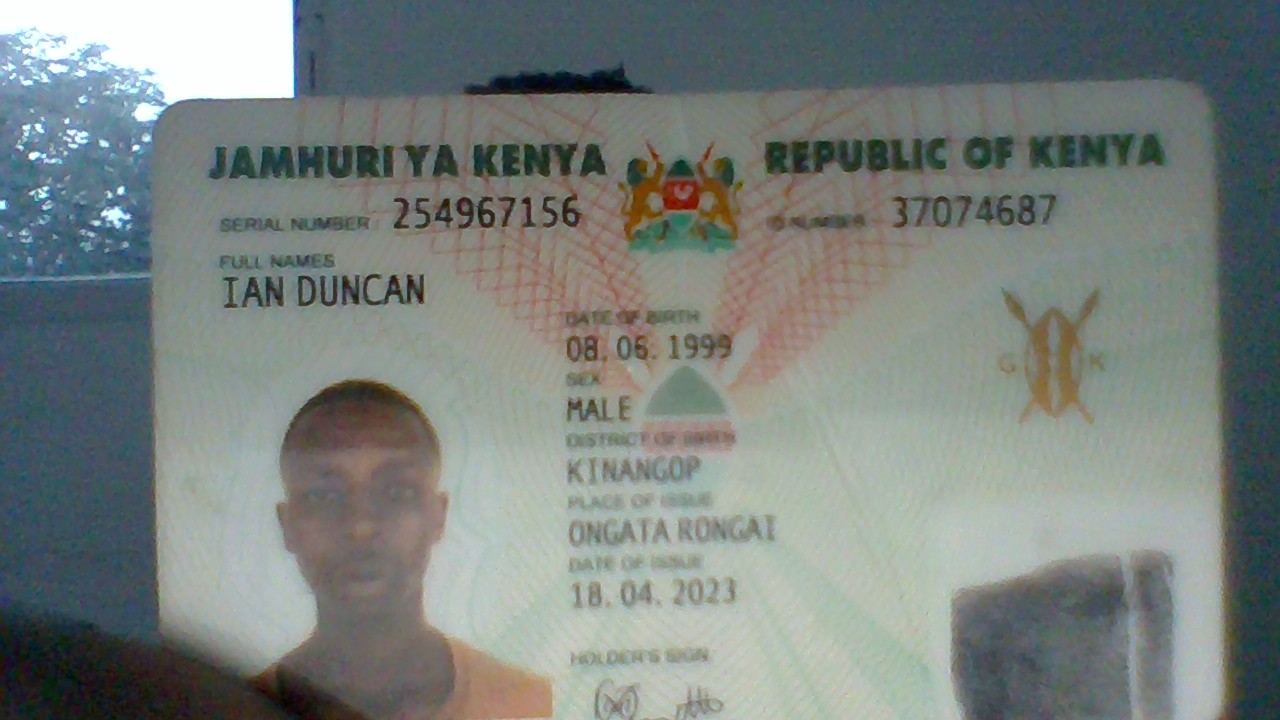 JAMHURI YA KENYA REPUBLIC OF KENYA
SERIAL NUMBER: 254967156 ID NUMBER: 37074687
FULL NAMES
IAN DUNCAN
DATE OF BIRTH
08. 06. 1999
SEX
MALE
DISTRICT OF BIRTH
KINANGOP
PLACE OF ISSUE
ONGATA RONGAI
DATE OF ISSUE
18. 04. 2023
HOLDER'S SIGN.
G K